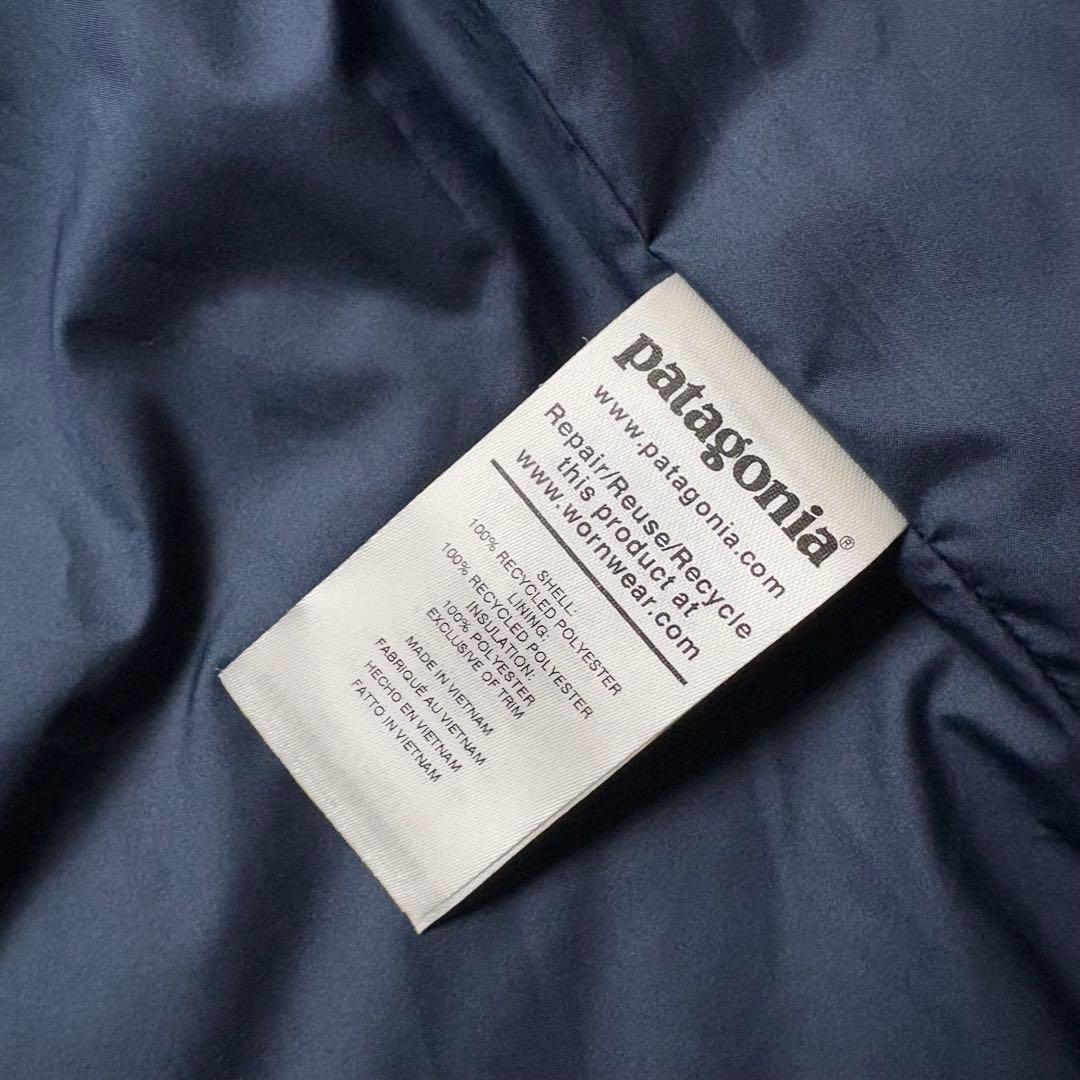 patagonia®
www.patagonia.com
Repair/Reuse/Recycle
this product at
www.wornwear.com
SHELL:
100% RECYCLED POLYESTER
LINING:
100% RECYCLED POLYESTER
INSULATION:
100% POLYESTER
EXCLUSIVE OF TRIM
MADE IN VIETNAM
FABRIQUÉ AU VIETNAM
HECHO EN VIETNAM
FATTO IN VIETNAM